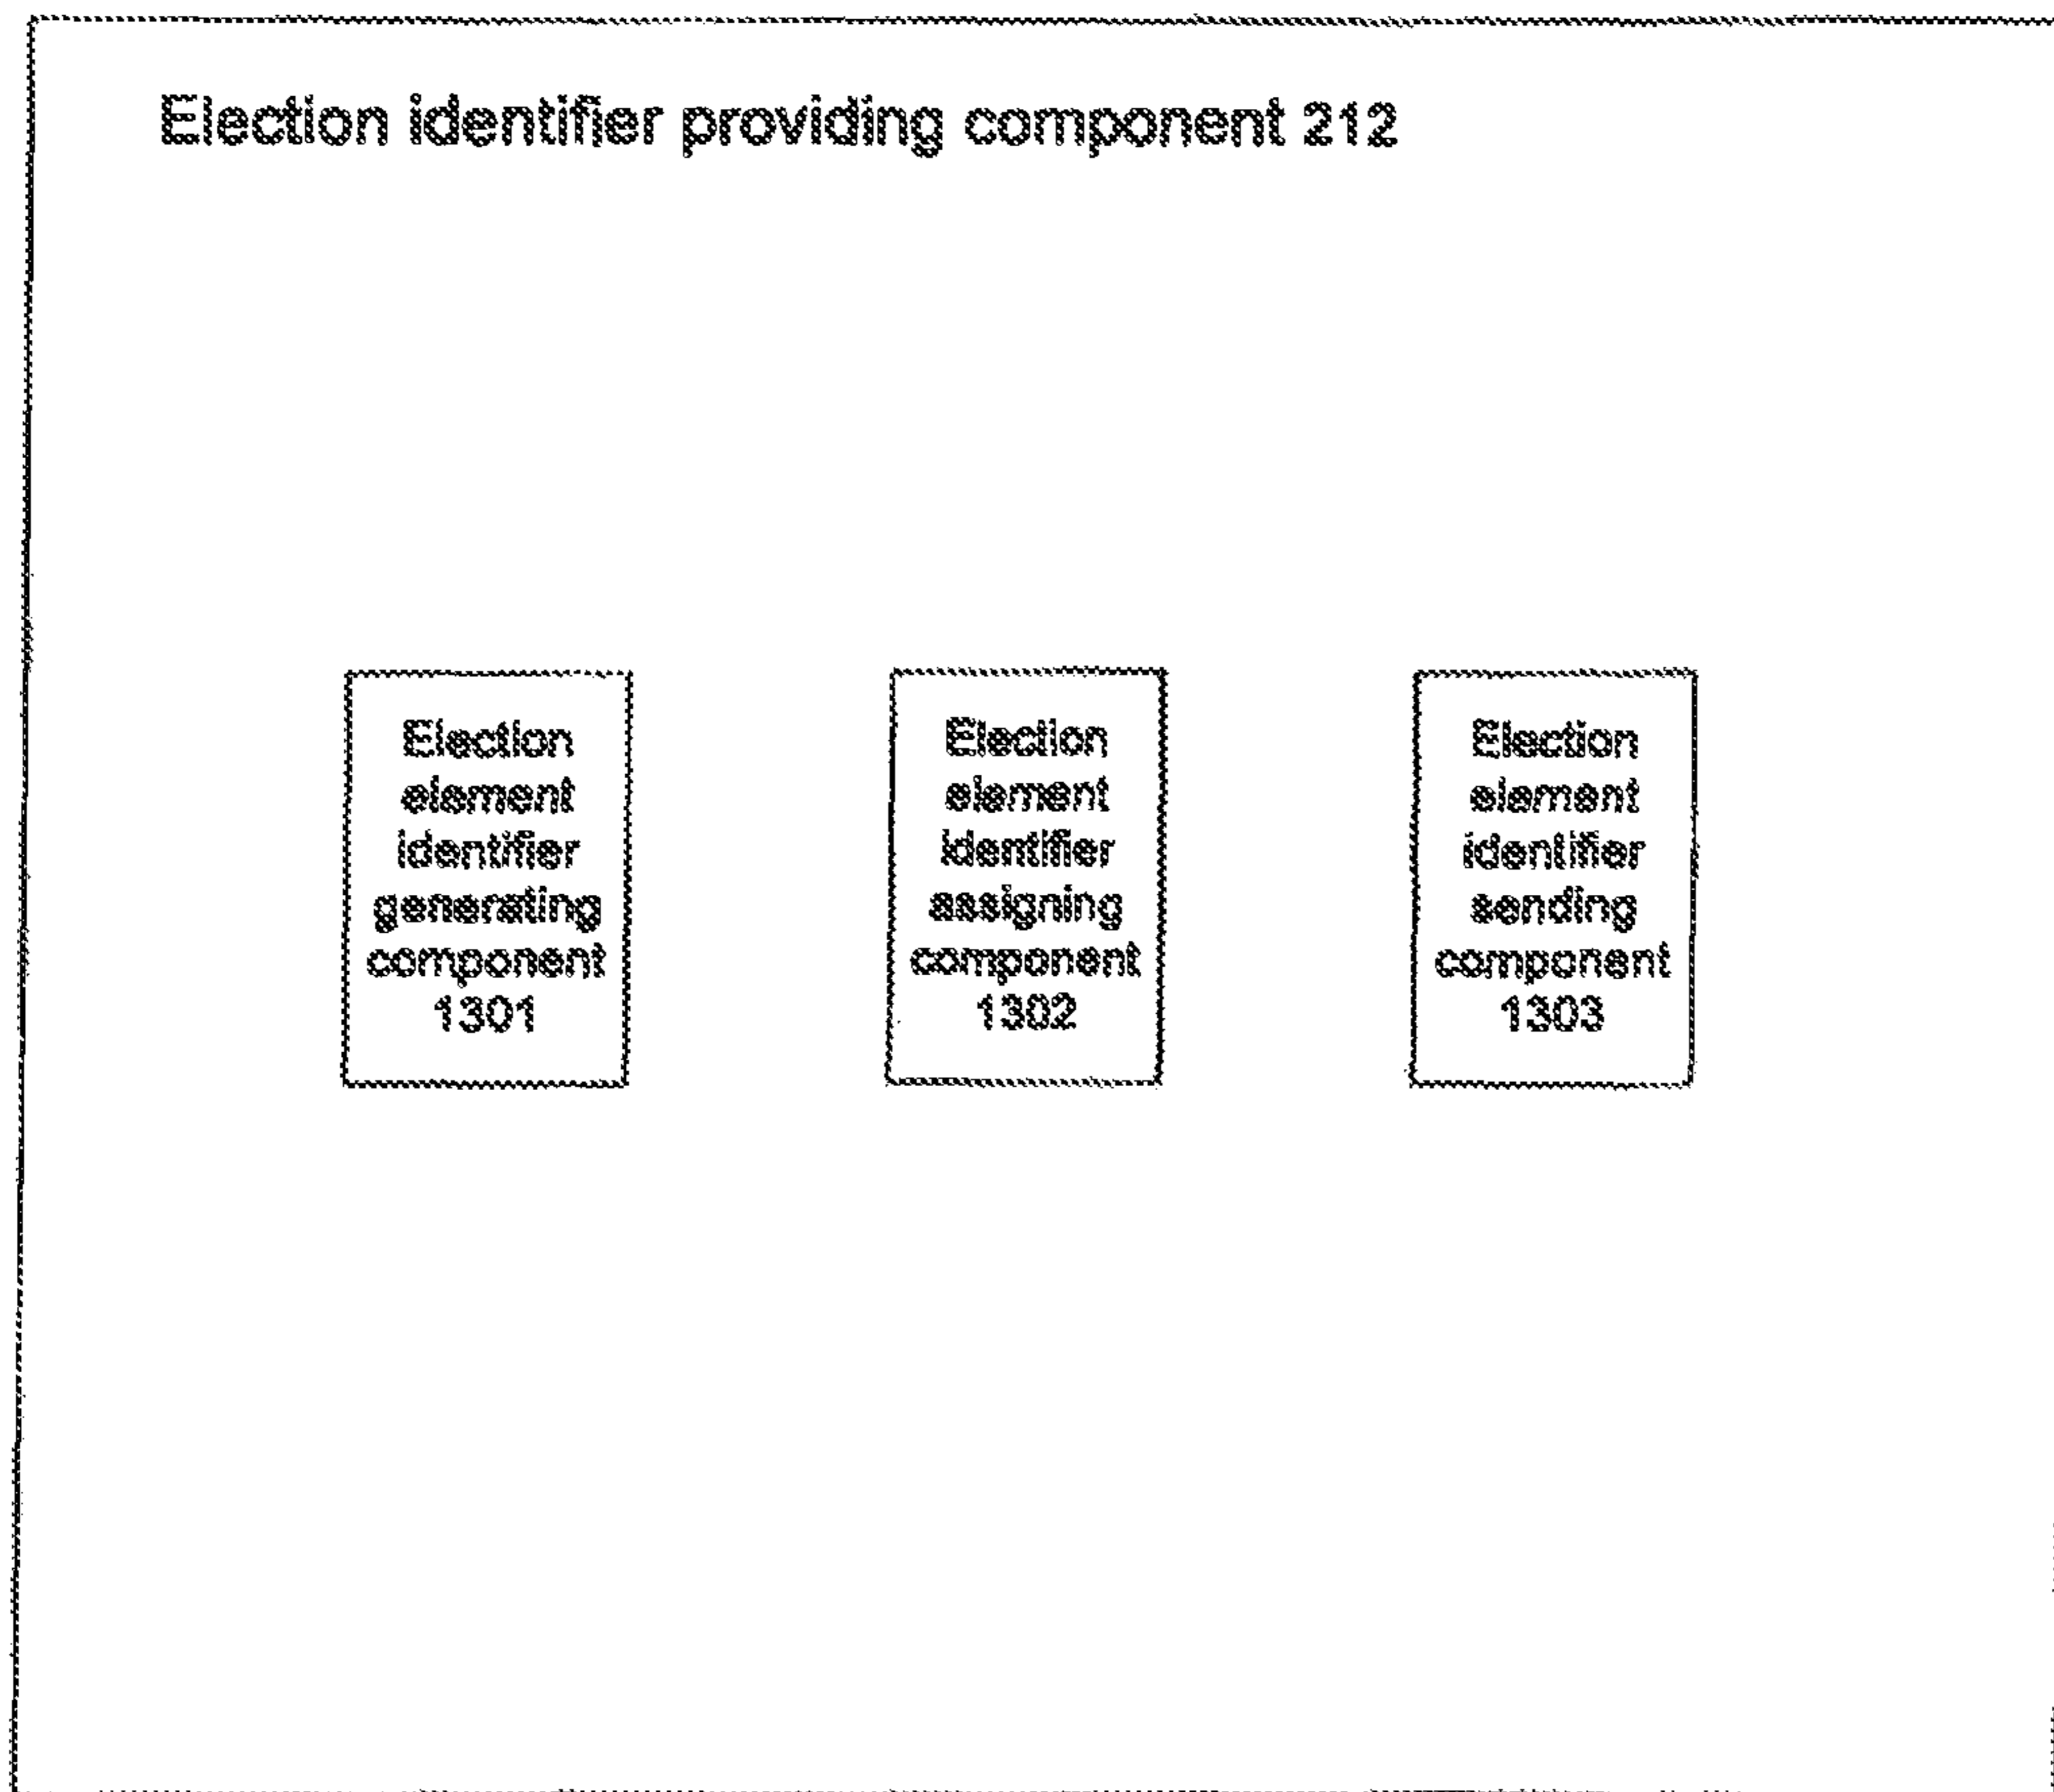 Election identifier providing component 212
Election
element
identifier
generating
component
1301
Election
element
identifier
assigning
component
1302
Election
element
identifier
sending
component
1303